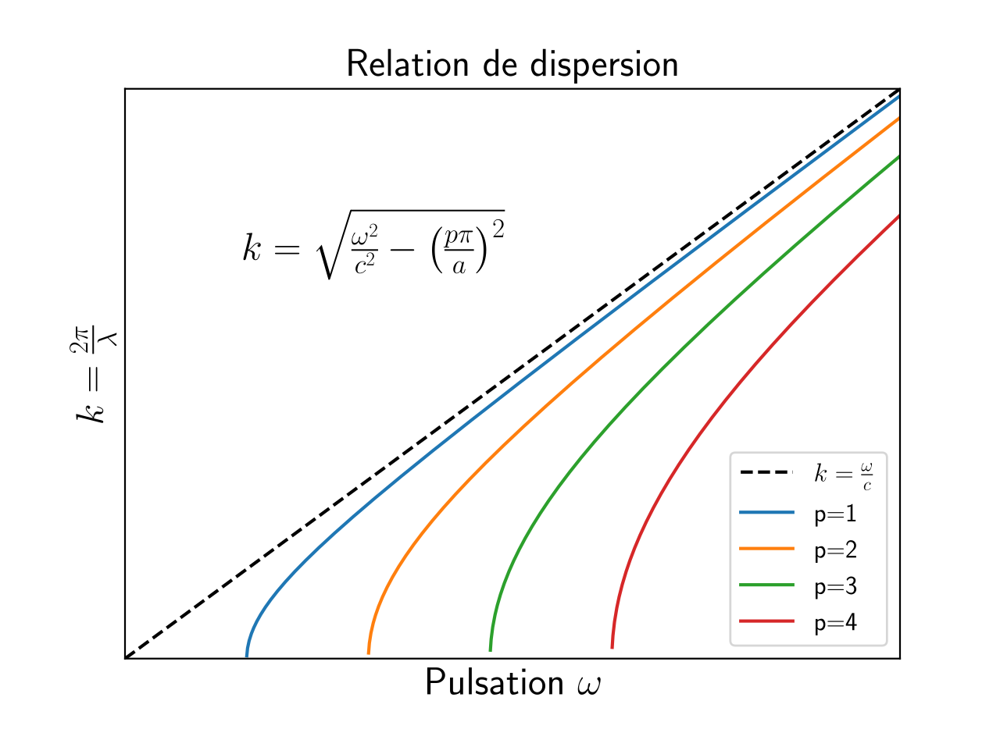 Relation de dispersion
k = √(ω²/c² − (pπ/a)²)
k = 2π/λ
k = ω/c
p=1
p=2
p=3
p=4
Pulsation ω